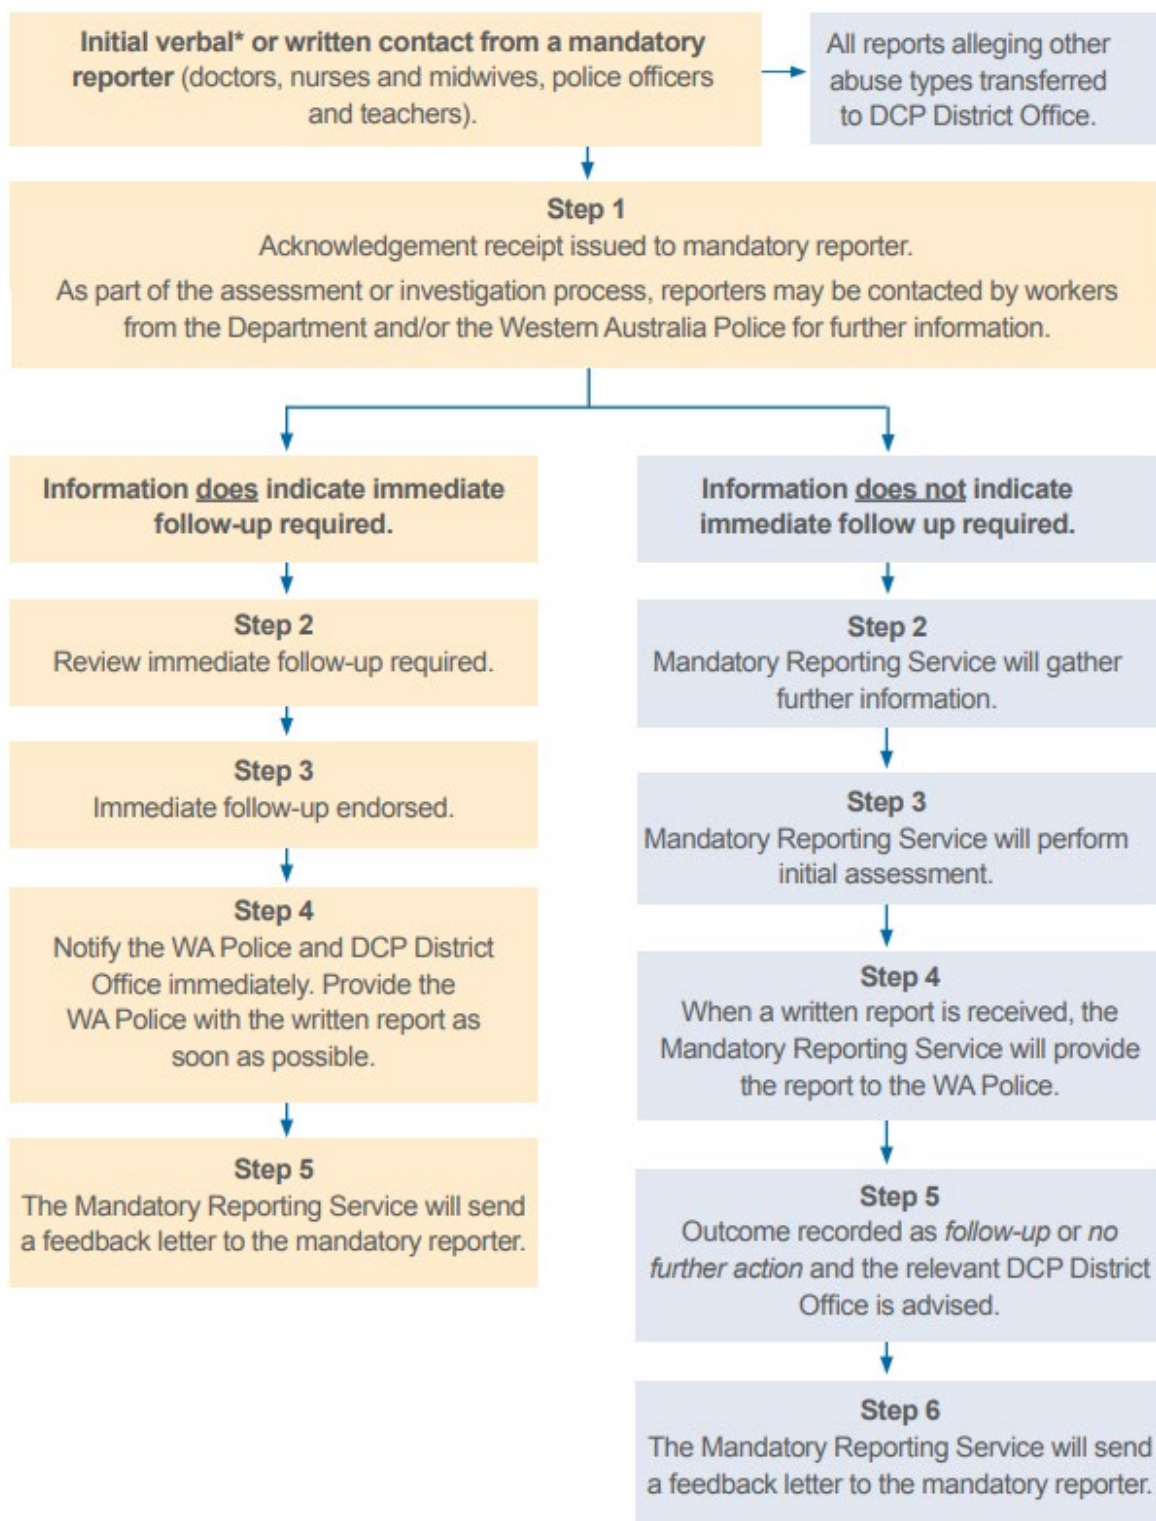 Initial verbal* or written contact from a mandatory
reporter (doctors, nurses and midwives, police officers
and teachers).
All reports alleging other
abuse types transferred
to DCP District Office.
Step 1
Acknowledgement receipt issued to mandatory reporter.
As part of the assessment or investigation process, reporters may be contacted by workers
from the Department and/or the Western Australia Police for further information.
Information does indicate immediate
follow-up required.
Step 2
Review immediate follow-up required.
Step 3
Immediate follow-up endorsed.
Step 4
Notify the WA Police and DCP District
Office immediately. Provide the
WA Police with the written report as
soon as possible.
Step 5
The Mandatory Reporting Service will send
a feedback letter to the mandatory reporter.
Information does not indicate
immediate follow up required.
Step 2
Mandatory Reporting Service will gather
further information.
Step 3
Mandatory Reporting Service will perform
initial assessment.
Step 4
When a written report is received, the
Mandatory Reporting Service will provide
the report to the WA Police.
Step 5
Outcome recorded as follow-up or no
further action and the relevant DCP District
Office is advised.
Step 6
The Mandatory Reporting Service will send
a feedback letter to the mandatory reporter.